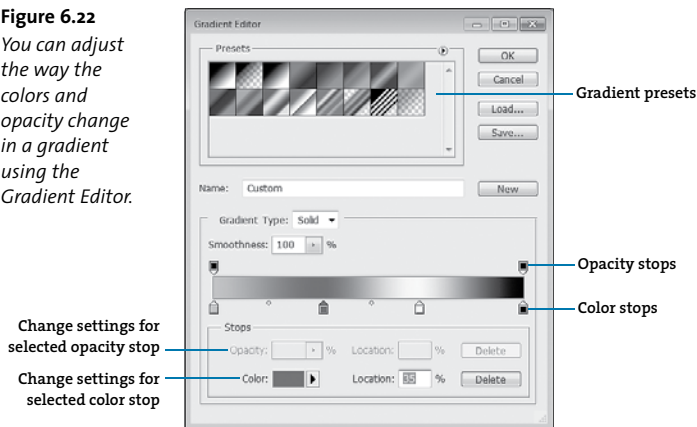 Figure 6.22
You can adjust
the way the
colors and
opacity change
in a gradient
using the
Gradient Editor.
Gradient Editor
Presets
OK
Cancel
Load...
Save...
Gradient presets
Name: Custom
New
Gradient Type: Solid
Smoothness: 100 %
Opacity stops
Color stops
Stops
Change settings for
selected opacity stop
Opacity: % Location: % Delete
Change settings for
selected color stop
Color: Location: 35 % Delete